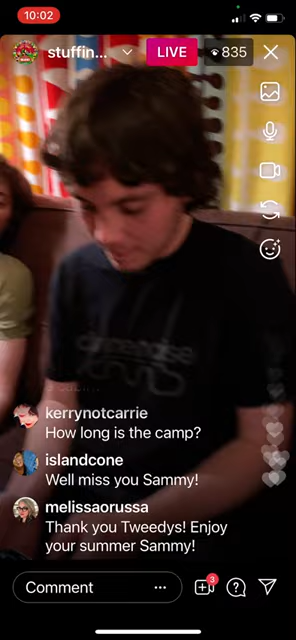 10:02
stuffin...
LIVE
835
kerrynotcarrie
How long is the camp?
islandcone
Well miss you Sammy!
melissaorussa
Thank you Tweedys! Enjoy
your summer Sammy!
Comment
...
3